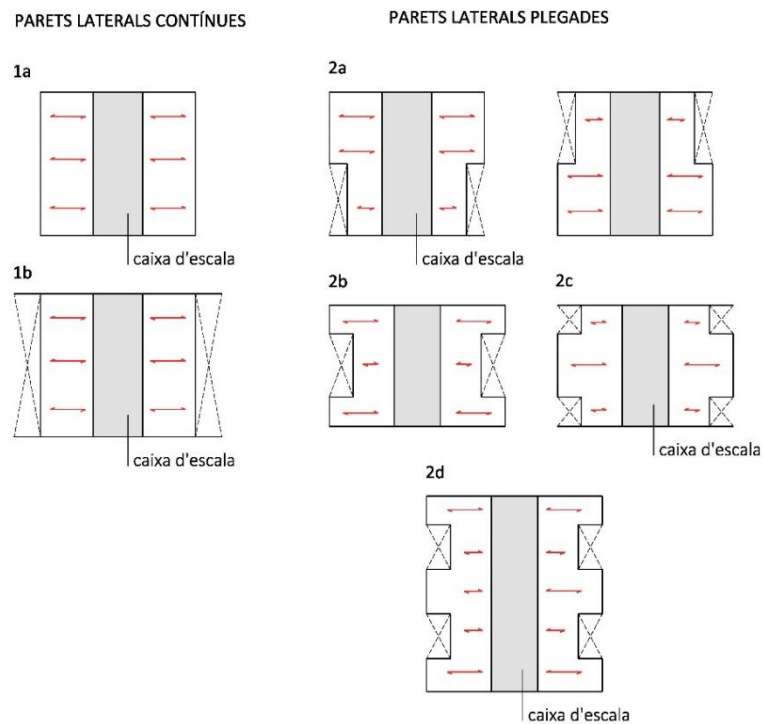 PARETS LATERALS CONTÍNUES
PARETS LATERALS PLEGADES
1a
2a
caixa d'escala
caixa d'escala
1b
2b
2c
caixa d'escala
caixa d'escala
2d
caixa d'escala